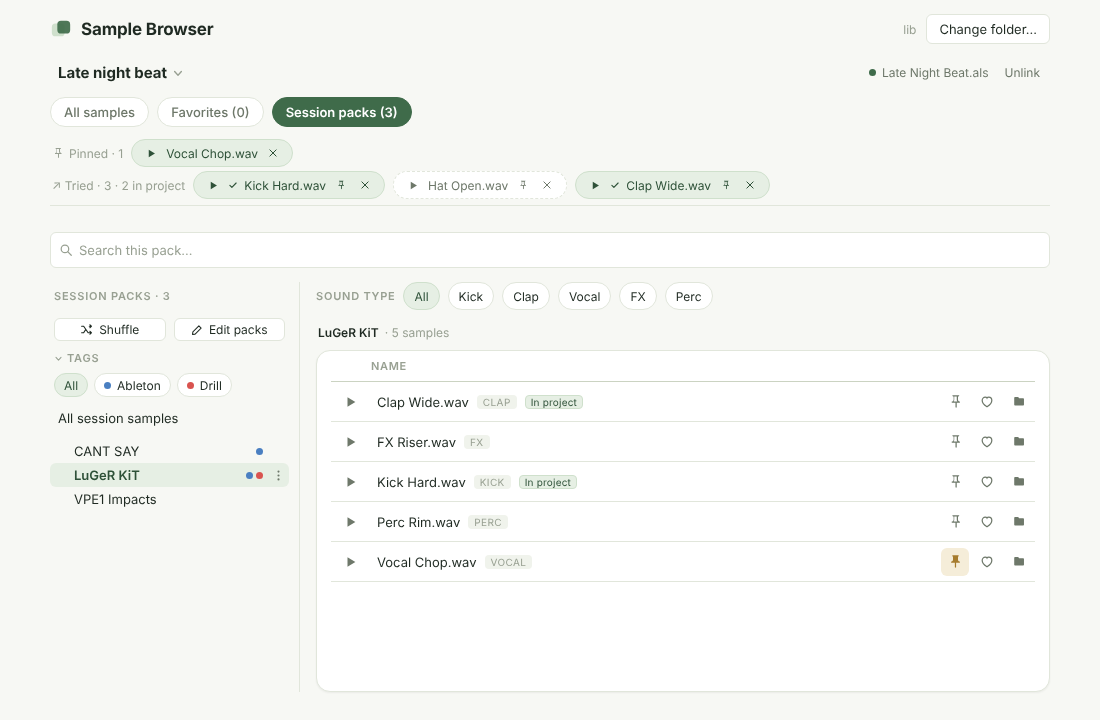 Sample Browser
lib Change folder...
Late night beat
Late Night Beat.als Unlink
All samples Favorites (0) Session packs (3)
Pinned · 1 Vocal Chop.wav
Tried · 3 · 2 in project Kick Hard.wav Hat Open.wav Clap Wide.wav
Search this pack...
SESSION PACKS · 3
Shuffle Edit packs
TAGS
All Ableton Drill
All session samples
CANT SAY
LuGeR KiT
VPE1 Impacts
SOUND TYPE All Kick Clap Vocal FX Perc
LuGeR KiT · 5 samples
NAME
Clap Wide.wav CLAP In project
FX Riser.wav FX
Kick Hard.wav KICK In project
Perc Rim.wav PERC
Vocal Chop.wav VOCAL